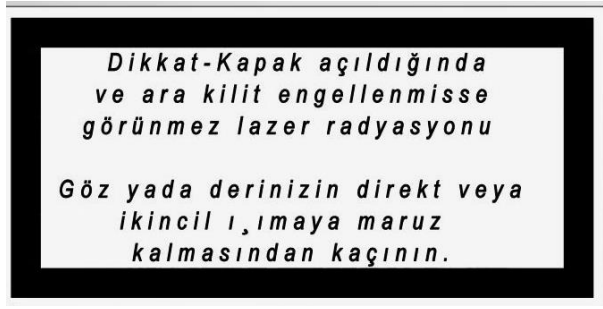 Dikkat-Kapak açıldığında
ve ara kilit engellenmisse
görünmez lazer radyasyonu
Göz yada derinizin direkt veya
ikincil ı¸ımaya maruz
kalmasından kaçının.